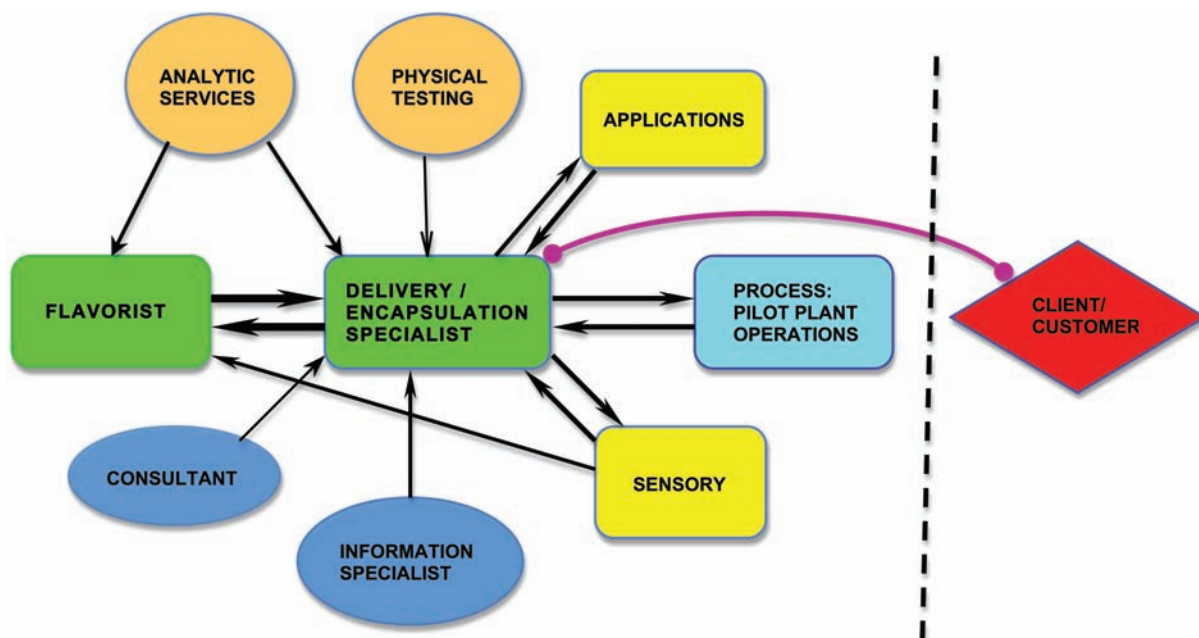 ANALYTIC
SERVICES
PHYSICAL
TESTING
APPLICATIONS
FLAVORIST
DELIVERY /
ENCAPSULATION
SPECIALIST
PROCESS:
PILOT PLANT
OPERATIONS
CLIENT/
CUSTOMER
CONSULTANT
SENSORY
INFORMATION
SPECIALIST